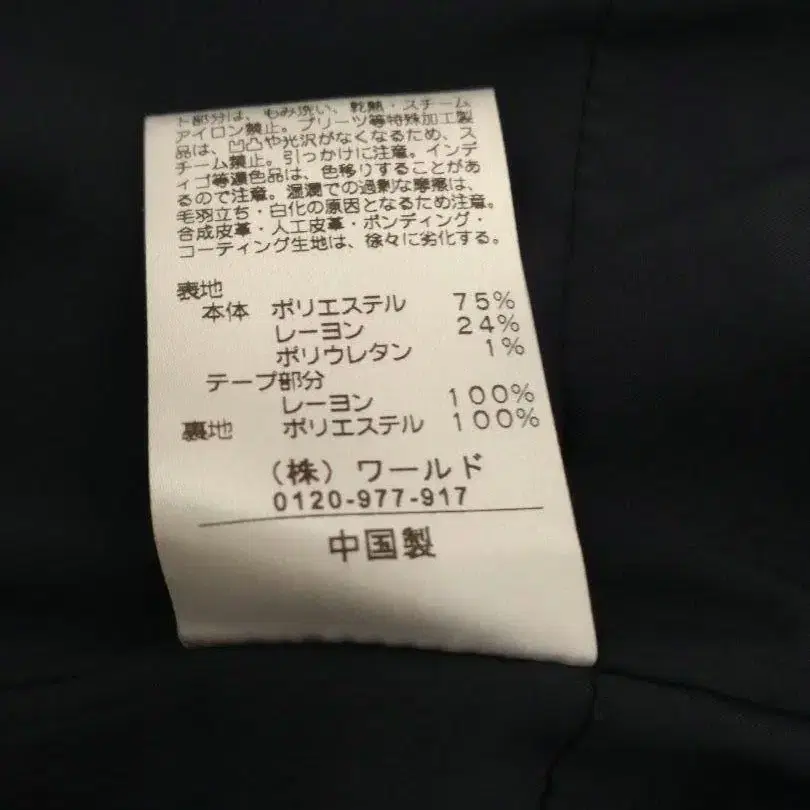 ト部分は、もみ洗い、乾熱・スチーム
アイロン禁止。プリーツ等特殊加工製
品は、凹凸や光沢がなくなるため、ス
チーム禁止。引っかけに注意。インデ
ィゴ等濃色品は、色移りすることがあ
るので注意。湿潤での過剰な摩擦は、
毛羽立ち・白化の原因となるため注意。
合成皮革・人工皮革・ボンディング・
コーティング生地は、徐々に劣化する。
表地
本体 ポリエステル 75%
レーヨン 24%
ポリウレタン 1%
テープ部分
レーヨン 100%
裏地 ポリエステル 100%
(株)ワールド
0120-977-917
中国製